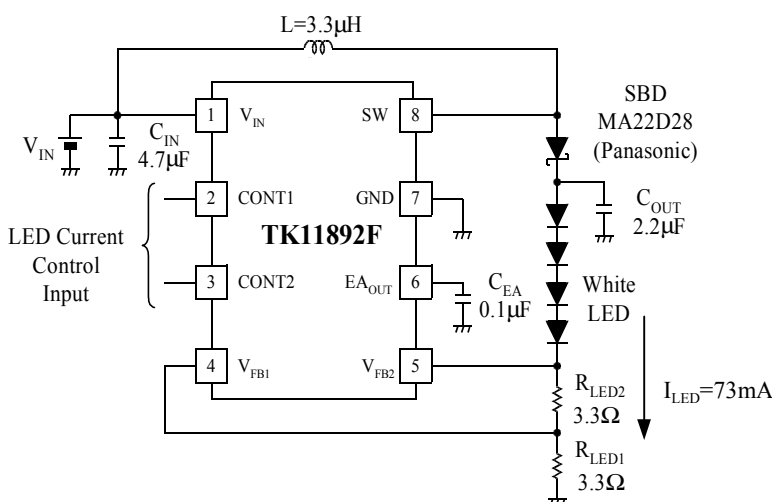 L=3.3μH
1
V_IN
SW
8
SBD
MA22D28
(Panasonic)
V_IN
C_IN
4.7μF
2
CONT1
GND
7
C_OUT
2.2μF
LED Current
Control
Input
TK11892F
3
CONT2
EA_OUT
6
C_EA
0.1μF
White
LED
4
V_FB1
V_FB2
5
R_LED2
3.3Ω
I_LED=73mA
R_LED1
3.3Ω